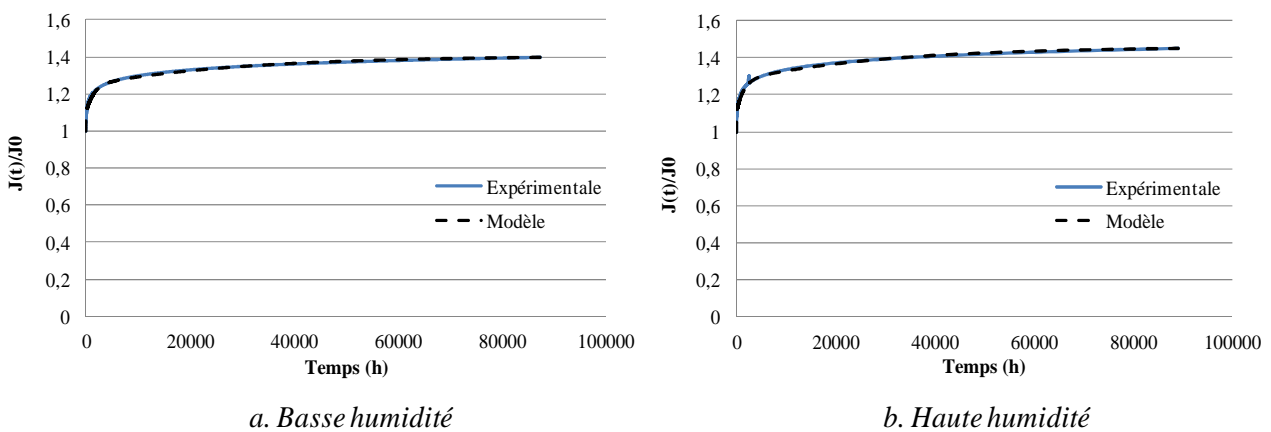 1,6
1,4
1,2
1
0,8
0,6
0,4
0,2
0
J(t)/J0
0 20000 40000 60000 80000 100000
Temps (h)
Expérimentale
Modèle
a. Basse humidité
1,6
1,4
1,2
1
0,8
0,6
0,4
0,2
0
J(t)/J0
0 20000 40000 60000 80000 100000
Temps (h)
Expérimentale
Modèle
b. Haute humidité